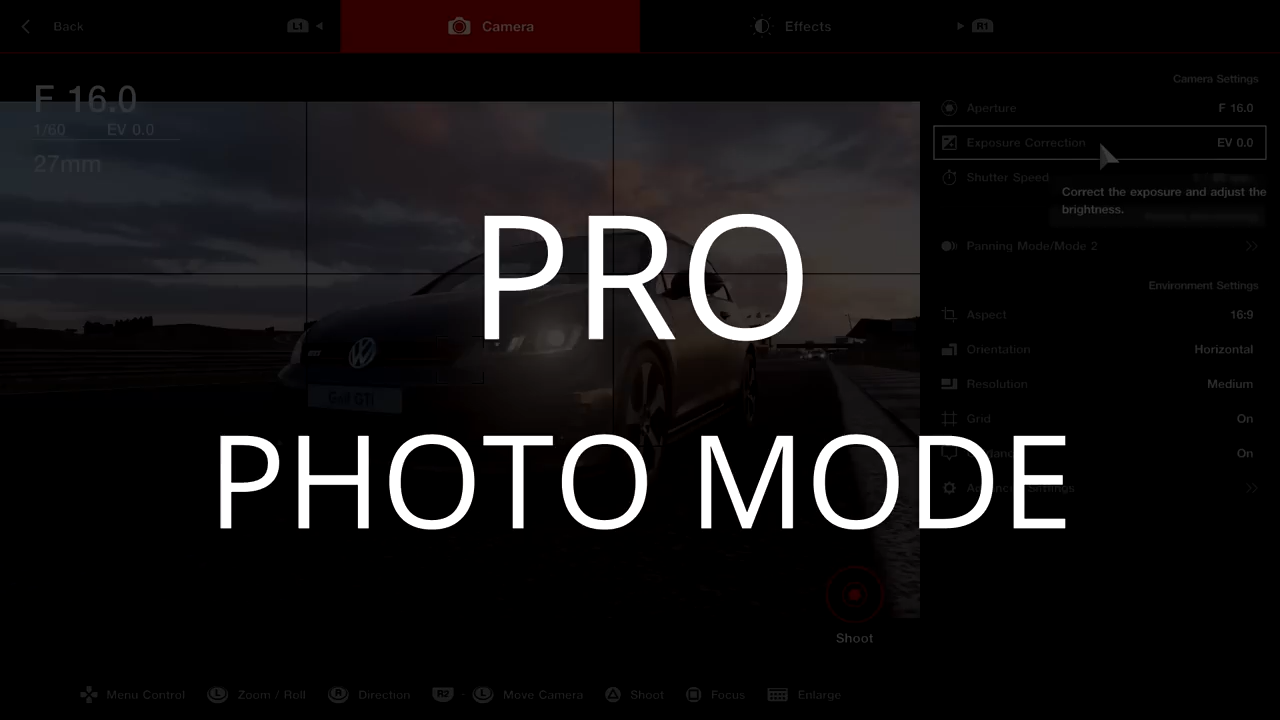 Back
L1
Camera
Effects
R1
F 16.0
1/60 EV 0.0
27mm
Camera Settings
Aperture F 16.0
Exposure Correction EV 0.0
Shutter Speed
Correct the exposure and adjust the
brightness.
Panning Mode/Mode 2
Environment Settings
Aspect 16:9
Orientation Horizontal
Resolution Medium
Grid On
On
PRO
PHOTO MODE
Golf GTi
Shoot
Menu Control
L Zoom / Roll
R Direction
R2 L Move Camera
Shoot
Focus
Enlarge